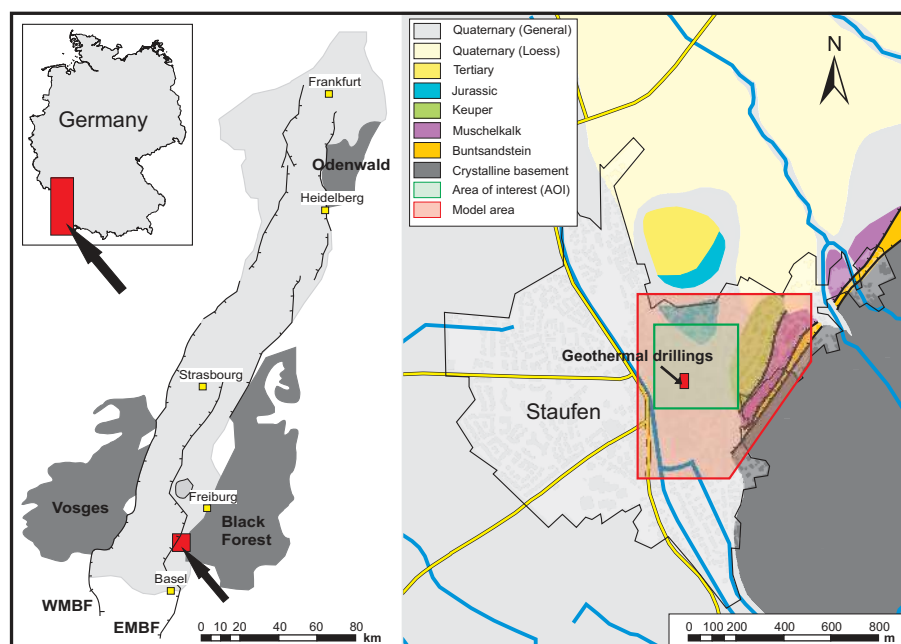 Germany
Frankfurt
Odenwald
Heidelberg
Strasbourg
Freiburg
Vosges
Black
Forest
Basel
WMBF
EMBF
0 10 20 40 60 80
km
Quaternary (General)
Quaternary (Loess)
Tertiary
Jurassic
Keuper
Muschelkalk
Buntsandstein
Crystalline basement
Area of interest (AOI)
Model area
N
Geothermal drillings
Staufen
0 100 200 400 600 800
m